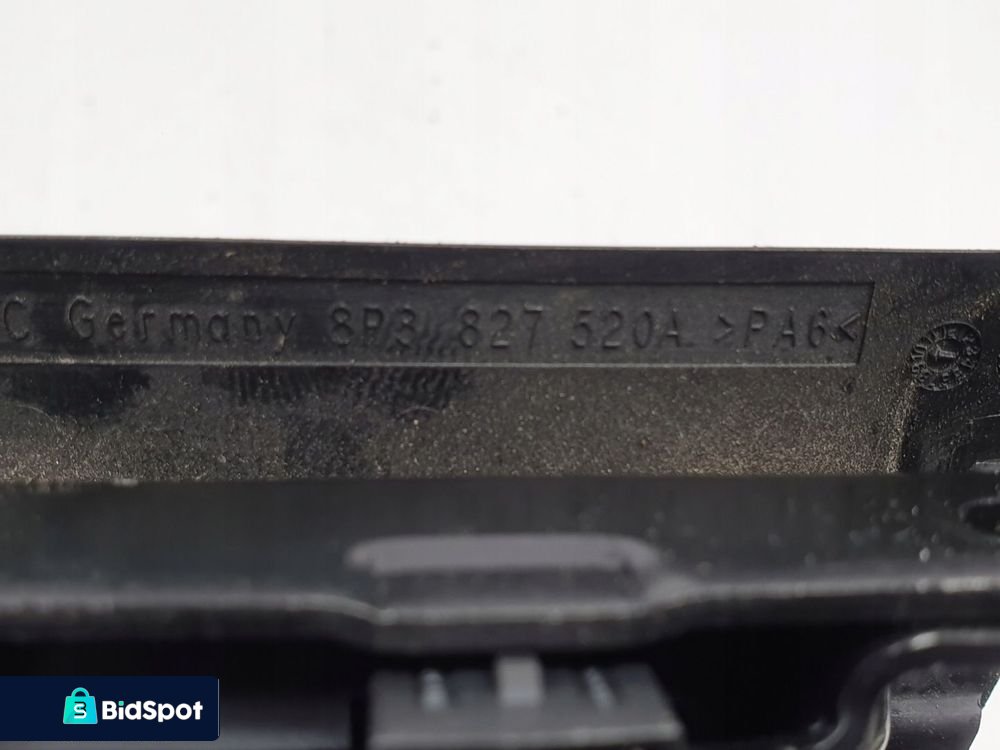 C Germany 8P3 827 520A >PA6<
BidSpot